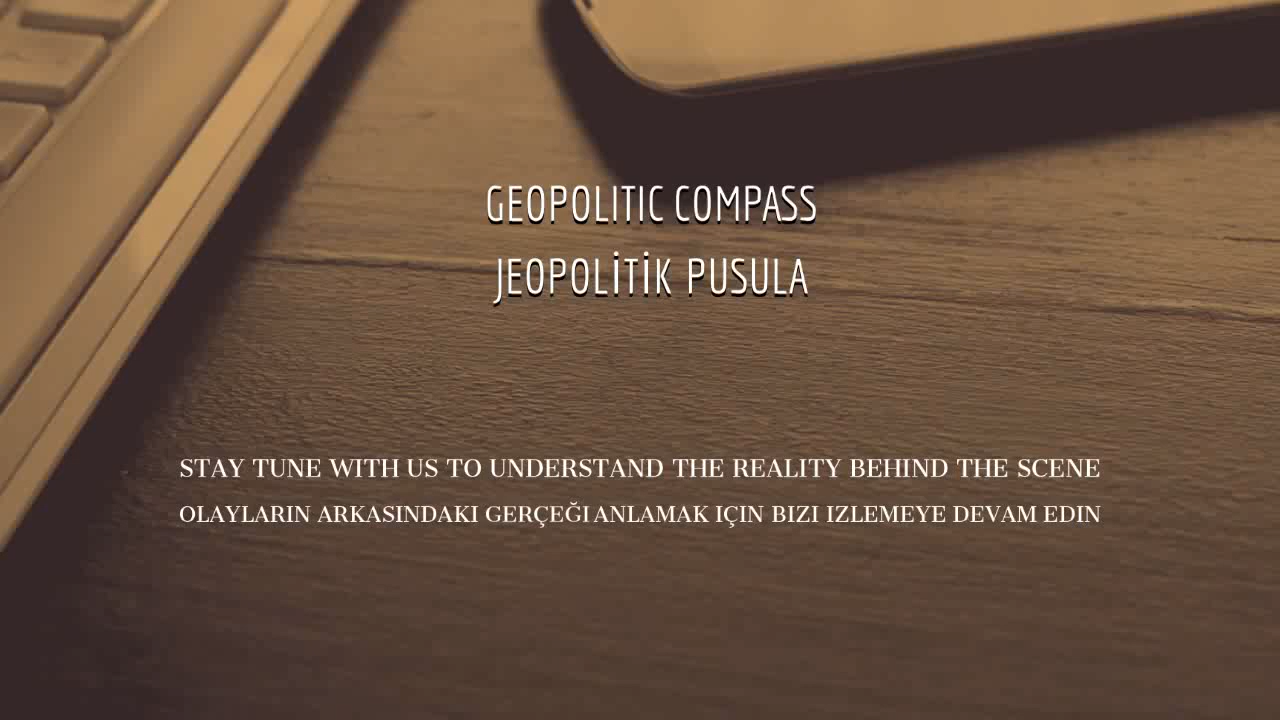 GEOPOLITIC COMPASS
JEOPOLİTİK PUSULA
STAY TUNE WITH US TO UNDERSTAND THE REALITY BEHIND THE SCENE
OLAYLARIN ARKASINDAKI GERÇEĞI ANLAMAK IÇIN BIZI IZLEMEYE DEVAM EDIN